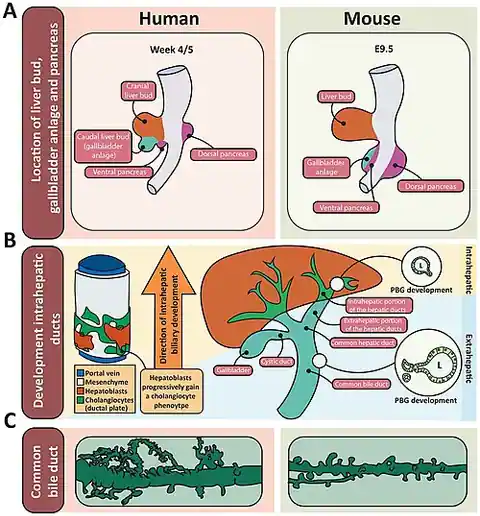 A
Human
Mouse
Location of liver bud,
gallbladder anlage and pancreas
Week 4/5
Cranial
liver bud
Caudal liver bud
(gallbladder
anlage)
Ventral pancreas
Dorsal pancreas
E9.5
Liver bud
Gallbladder
anlage
Ventral pancreas
Dorsal pancreas
B
Development intrahepatic
ducts
Portal vein
Mesenchyme
Hepatoblasts
Cholangiocytes
(ductal plate)
Direction of intrahepatic
biliary development
Hepatoblasts
progressively gain
a cholangiocyte
phenoytpe
Gallbladder
Cystic duct
Intrahepatic portion
of the hepatic ducts
Extrahepatic portion
of the hepatic ducts
Common hepatic duct
Common bile duct
L
PBG development
L
PBG development
Intrahepatic
Extrahepatic
C
Common
bile duct